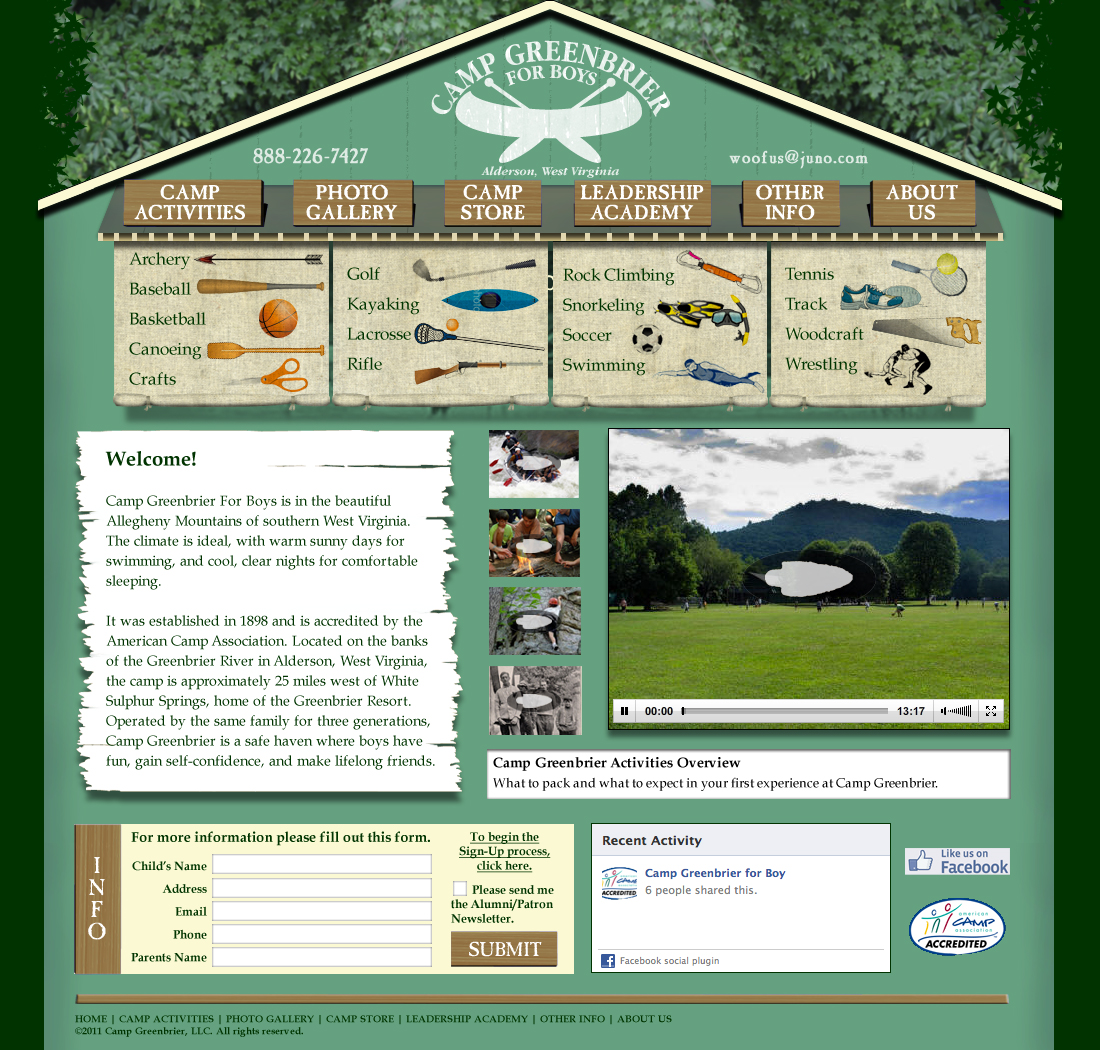 CAMP GREENBRIER
FOR BOYS
Alderson, West Virginia
888-226-7427
woofus@juno.com
CAMP
ACTIVITIES
PHOTO
GALLERY
CAMP
STORE
LEADERSHIP
ACADEMY
OTHER
INFO
ABOUT
US
Archery
Baseball
Basketball
Canoeing
Crafts
Golf
Kayaking
Lacrosse
Rifle
Rock Climbing
Snorkeling
Soccer
Swimming
Tennis
Track
Woodcraft
Wrestling
Welcome!
Camp Greenbrier For Boys is in the beautiful
Allegheny Mountains of southern West Virginia.
The climate is ideal, with warm sunny days for
swimming, and cool, clear nights for comfortable
sleeping.
It was established in 1898 and is accredited by the
American Camp Association. Located on the banks
of the Greenbrier River in Alderson, West Virginia,
the camp is approximately 25 miles west of White
Sulphur Springs, home of the Greenbrier Resort.
Operated by the same family for three generations,
Camp Greenbrier is a safe haven where boys have
fun, gain self-confidence, and make lifelong friends.
00:00
13:17
Camp Greenbrier Activities Overview
What to pack and what to expect in your first experience at Camp Greenbrier.
INFO
For more information please fill out this form.
Child's Name
Address
Email
Phone
Parents Name
To begin the
Sign-Up process,
click here.
Please send me
the Alumni/Patron
Newsletter.
SUBMIT
Recent Activity
Camp Greenbrier for Boy
6 people shared this.
ACCREDITED
Facebook social plugin
Like us on
Facebook
american
CAMP
association
ACCREDITED
HOME | CAMP ACTIVITIES | PHOTO GALLERY | CAMP STORE | LEADERSHIP ACADEMY | OTHER INFO | ABOUT US
©2011 Camp Greenbrier, LLC. All rights reserved.